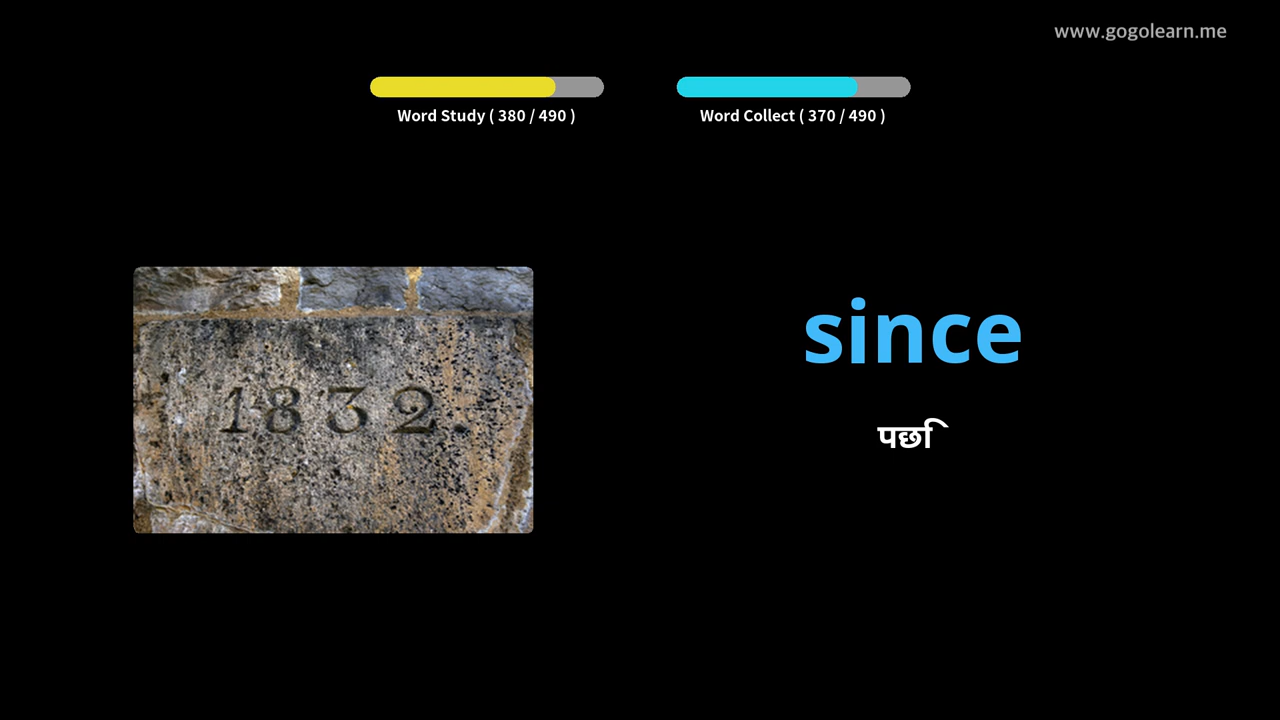 www.gogolearn.me
Word Study ( 380 / 490 )
Word Collect ( 370 / 490 )
1832.
since
पछि